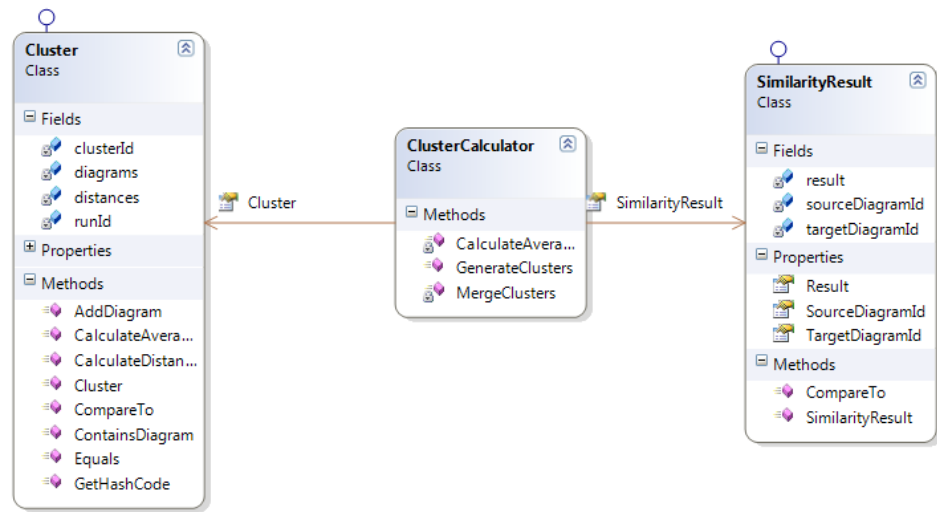 Cluster
Class
Fields
clusterId
diagrams
distances
runId
Properties
Methods
AddDiagram
CalculateAvera...
CalculateDistan...
Cluster
CompareTo
ContainsDiagram
Equals
GetHashCode
Cluster
ClusterCalculator
Class
Methods
CalculateAvera...
GenerateClusters
MergeClusters
SimilarityResult
SimilarityResult
Class
Fields
result
sourceDiagramId
targetDiagramId
Properties
Result
SourceDiagramId
TargetDiagramId
Methods
CompareTo
SimilarityResult